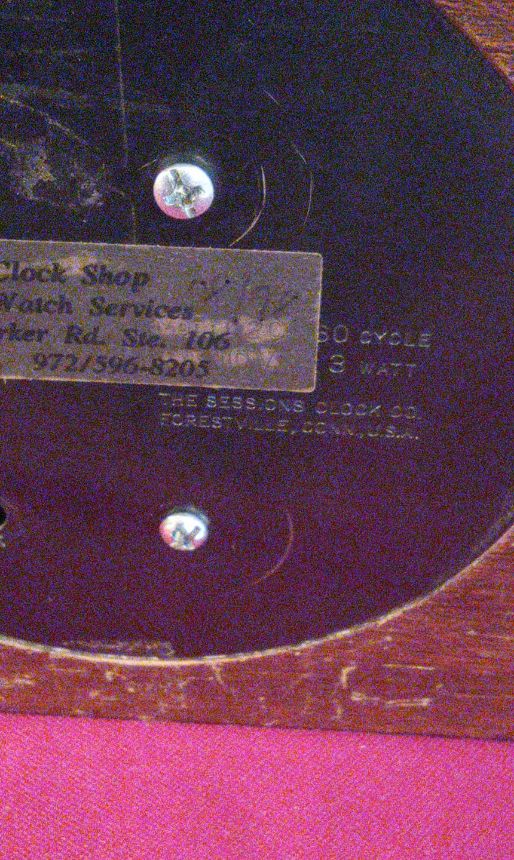 Clock Shop
Watch Services
rker Rd. Ste. 106
972/596-8205
60 CYCLE
3 WATT
THE SESSIONS CLOCK CO.
FORESTVILLE, CONN., U.S.A.